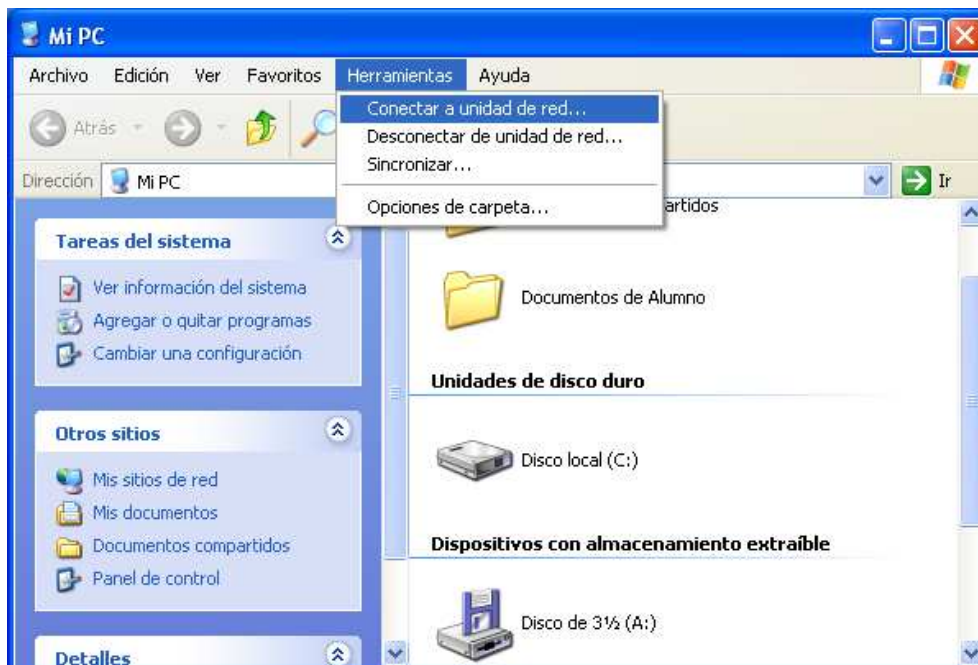 Mi PC
Archivo Edición Ver Favoritos Herramientas Ayuda
Conectar a unidad de red...
Desconectar de unidad de red...
Sincronizar...
Opciones de carpeta...
Atrás
Dirección Mi PC Ir
Tareas del sistema
Ver información del sistema
Agregar o quitar programas
Cambiar una configuración
Otros sitios
Mis sitios de red
Mis documentos
Documentos compartidos
Panel de control
Detalles
artidos
Documentos de Alumno
Unidades de disco duro
Disco local (C:)
Dispositivos con almacenamiento extraíble
Disco de 3½ (A:)